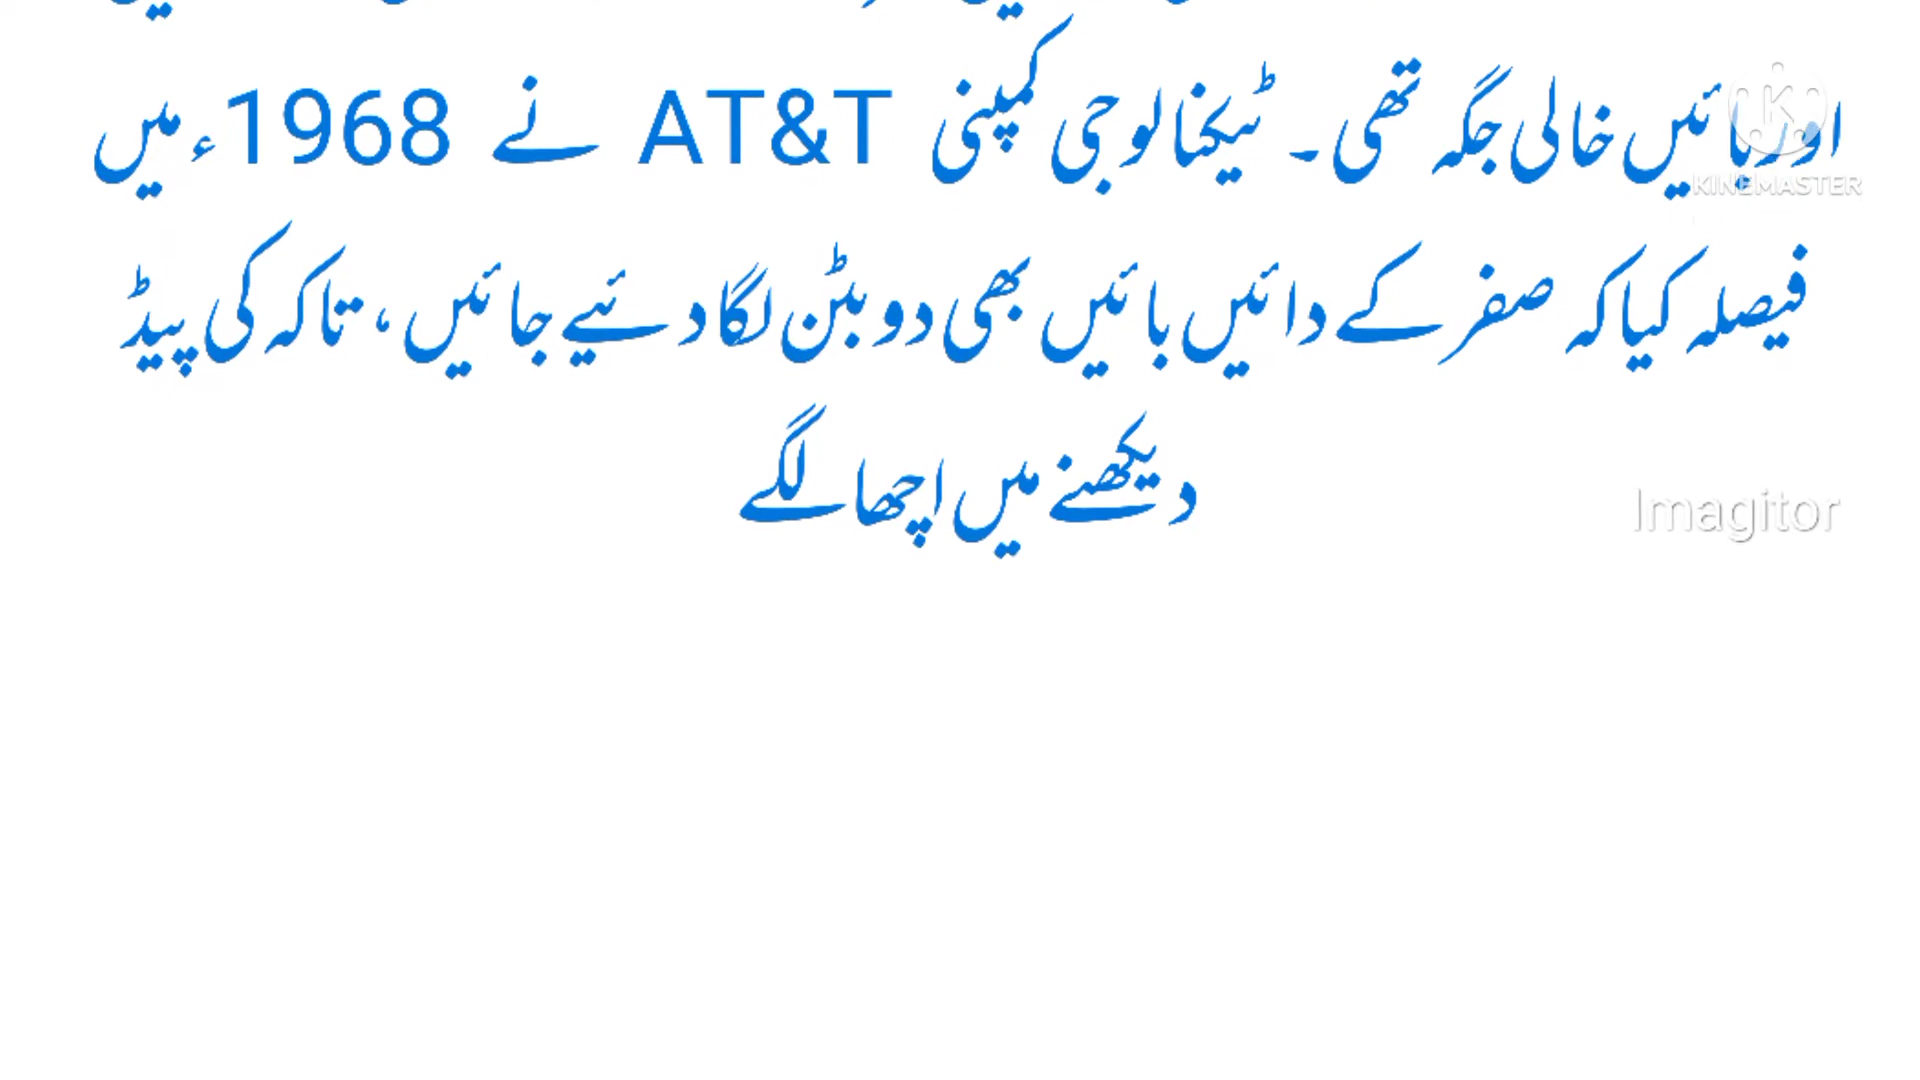 اور بائیں خالی جگہ تھی۔ ٹیکنالوجی کمپنی AT&T نے 1968ء میں
KINEMASTER
فیصلہ کیا کہ صفر کے دائیں بائیں بھی دو بٹن لگا دئیے جائیں، تاکہ کی پیڈ
دیکھنے میں اچھا لگے
Imagitor